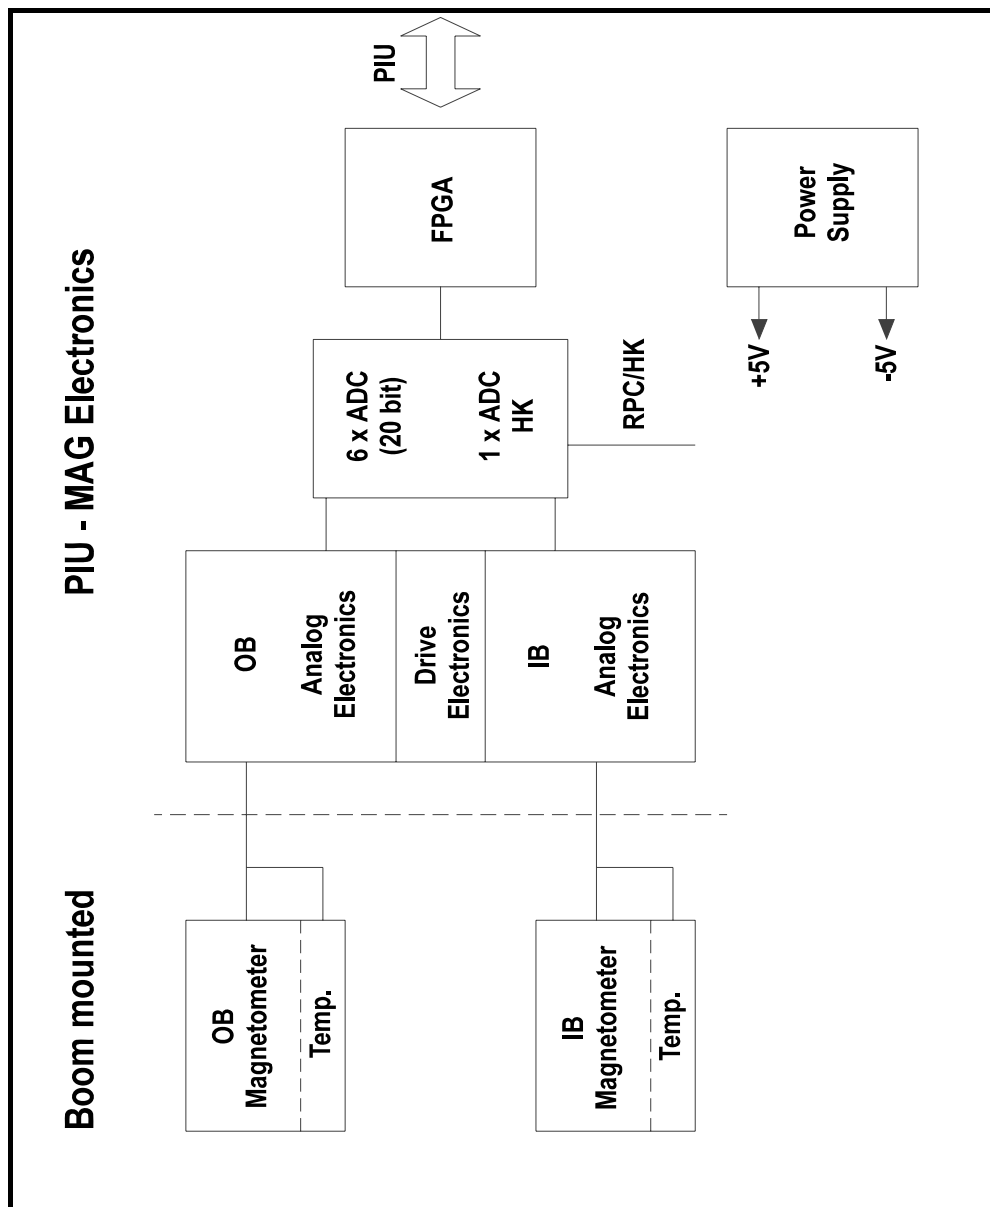 Boom mounted
PIU - MAG Electronics
OB
Magnetometer
Temp.
IB
Magnetometer
Temp.
OB
Analog
Electronics
Drive
Electronics
IB
Analog
Electronics
6 x ADC
(20 bit)
1 x ADC
HK
RPC/HK
FPGA
PIU
Power
Supply
+5V
-5V